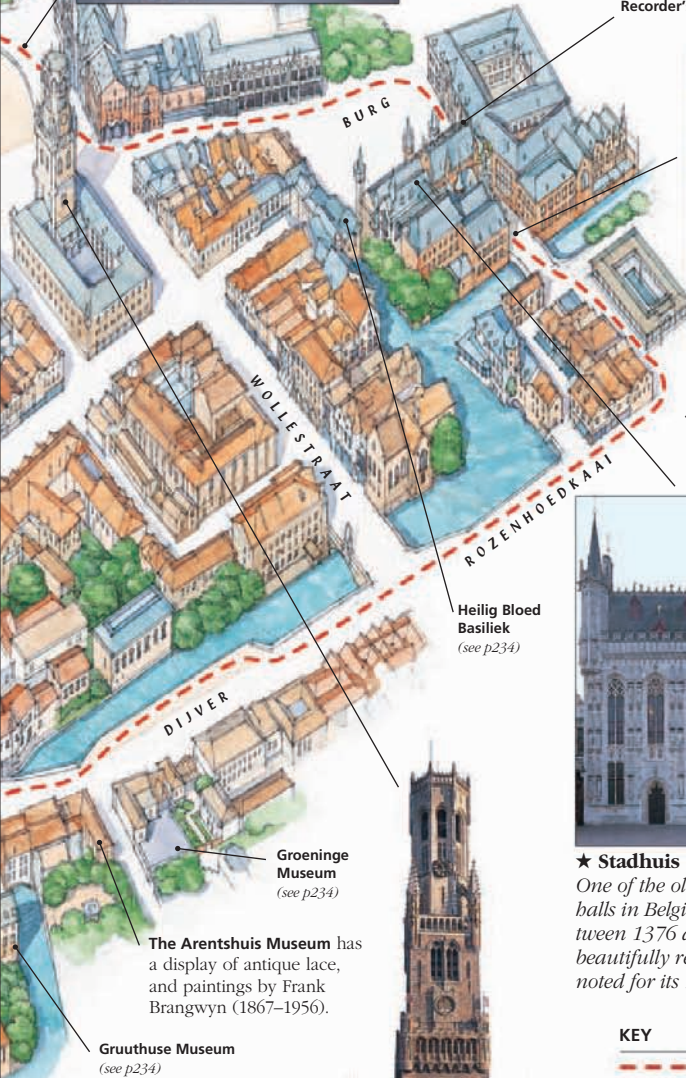 Recorder'
BURG
WOLLESTRAAT
ROZENHOEDKAAI
Heilig Bloed
Basiliek
(see p234)
DIJVER
Groeninge
Museum
(see p234)
★ Stadhuis
One of the ol
halls in Belgi
tween 1376 a
beautifully re
noted for its
The Arentshuis Museum has
a display of antique lace,
and paintings by Frank
Brangwyn (1867–1956).
Gruuthuse Museum
(see p234)
KEY